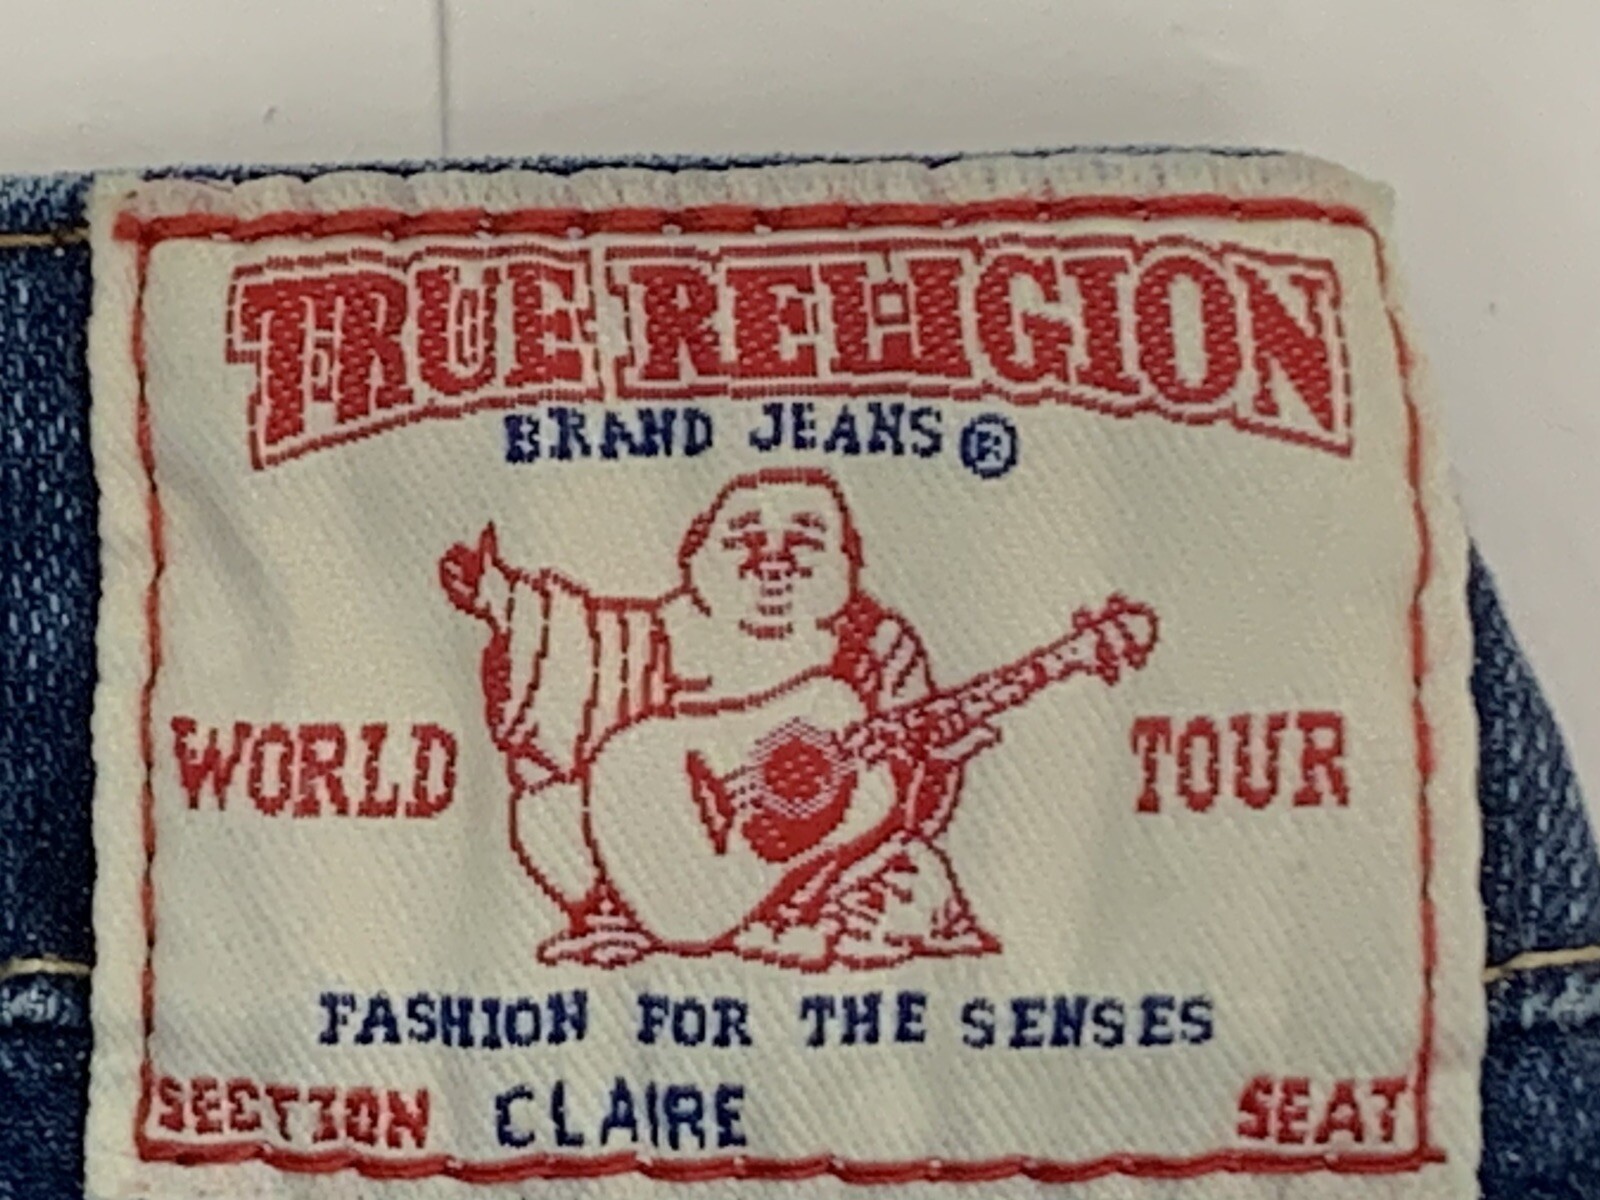 TRUE RELIGION
BRAND JEANS ®
WORLD TOUR
FASHION FOR THE SENSES
SECTION CLAIRE SEAT